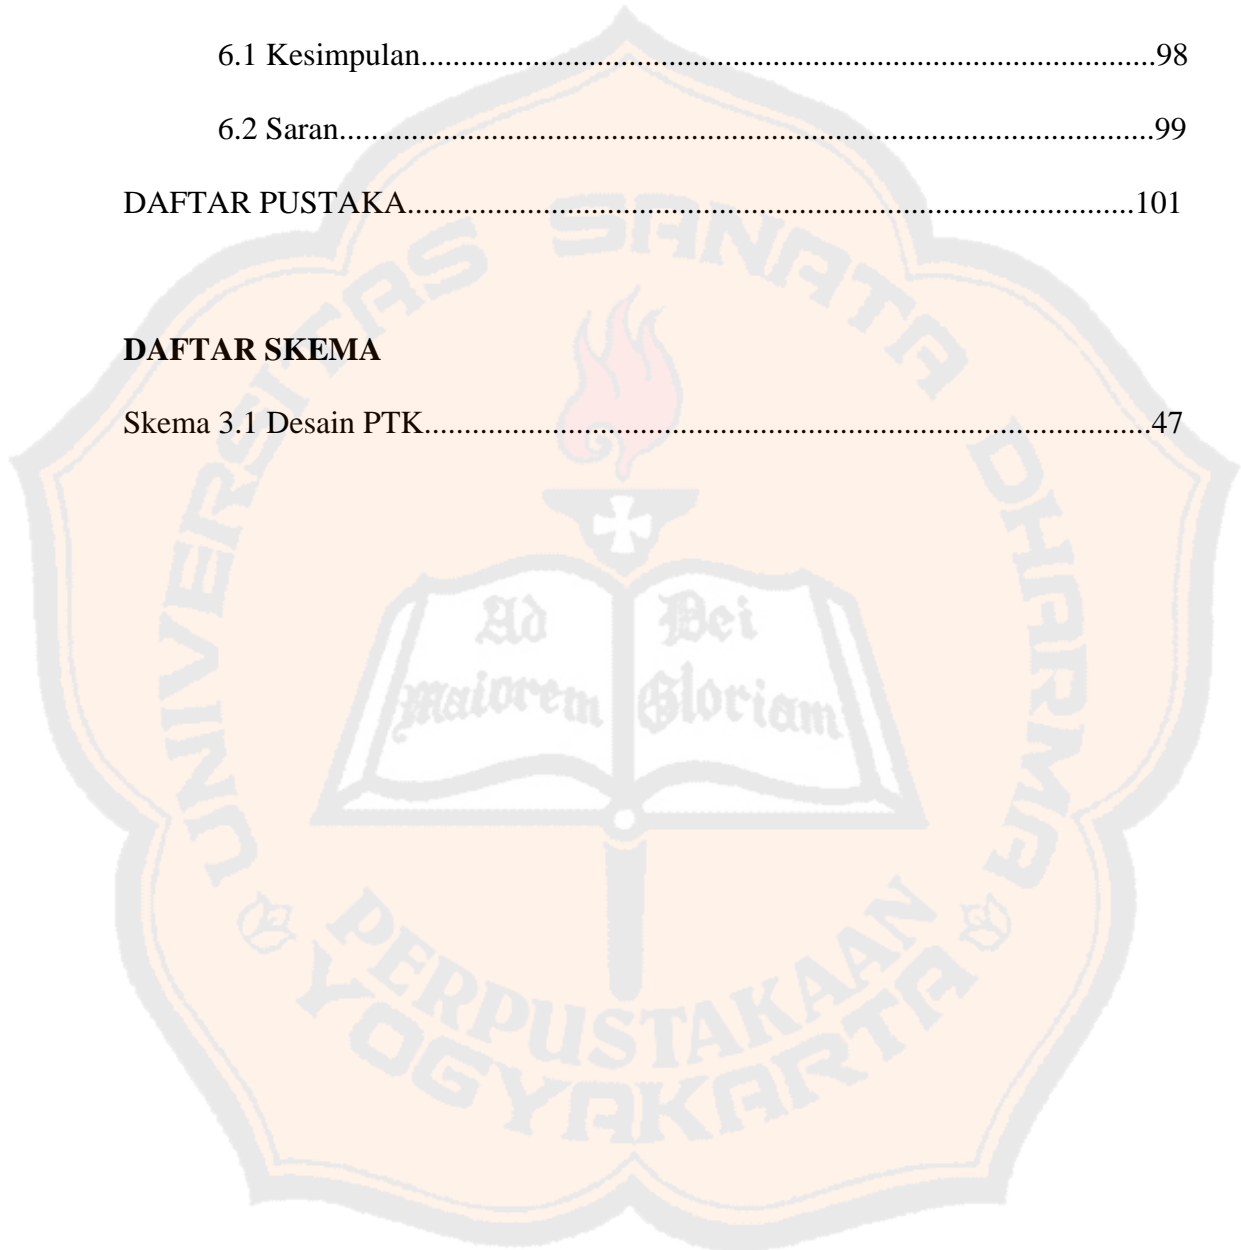 6.1 Kesimpulan............................................................................................98
6.2 Saran......................................................................................................99
DAFTAR PUSTAKA...........................................................................................101
DAFTAR SKEMA
Skema 3.1 Desain PTK...........................................................................................47
UNIVERSITAS SANATA DHARMA
Ad Dei
maiorem Gloriam
PERPUSTAKAAN
YOGYAKARTA